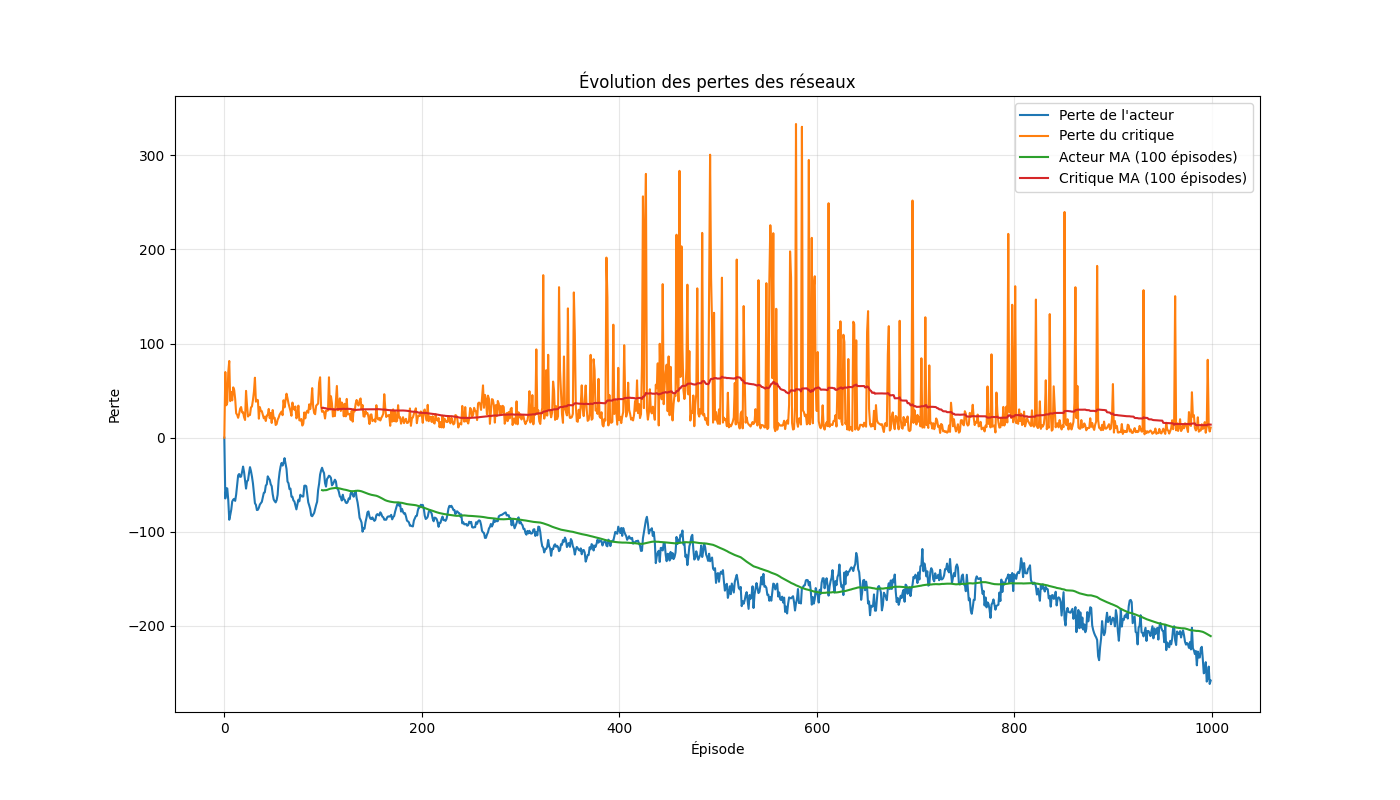 Évolution des pertes des réseaux
Perte de l'acteur
Perte du critique
Acteur MA (100 épisodes)
Critique MA (100 épisodes)
300
200
100
0
−100
−200
Perte
0
200
400
600
800
1000
Épisode